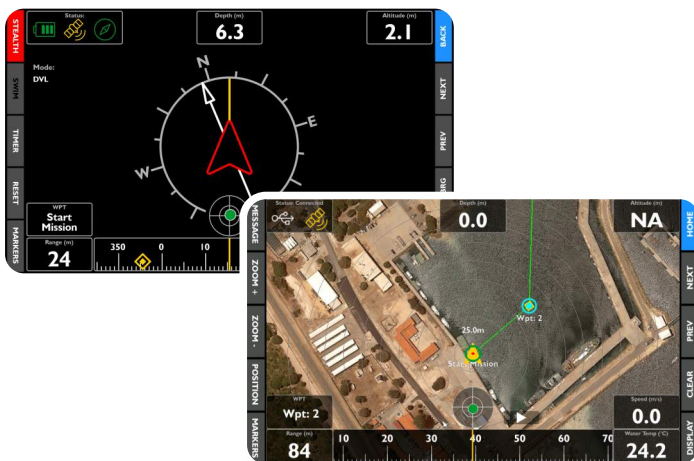 STEALTH
SWIM
TIMER
RESET
MARKERS
Status:
Depth (m)
6.3
Altitude (m)
2.1
BACK
NEXT
PREV
BRG
Mode:
DVL
N
E
W
WPT
Start
Mission
Range (m)
24
350 0 10
MESSAGE
ZOOM +
ZOOM -
POSITION
MARKERS
Status: Connected
Depth (m)
0.0
Altitude (m)
NA
HOME
NEXT
PREV
CLEAR
DISPLAY
Wpt: 2
25.0m
Start Mission
WPT
Wpt: 2
Range (m)
84
10 20 30 40 50 60 70
Speed (m/s)
0.0
Water Temp (°C)
24.2